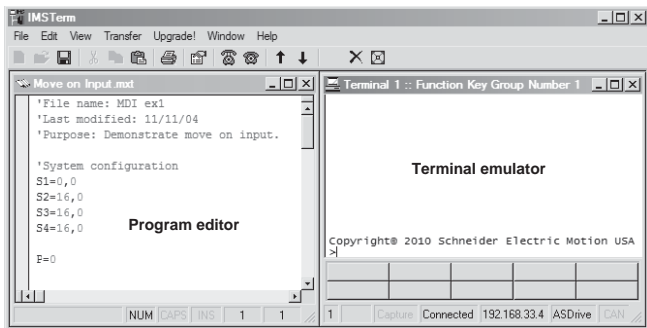 IMSTerm
File Edit View Transfer Upgrade! Window Help
Move on Input.mxt
'File name: MDI ex1
'Last modified: 11/11/04
'Purpose: Demonstrate move on input.
'System configuration
S1=0,0
S2=16,0
S3=16,0
S4=16,0
P=0
Program editor
NUM CAPS INS 1 1
Terminal 1 :: Function Key Group Number 1
Terminal emulator
Copyright® 2010 Schneider Electric Motion USA
>
1 Capture Connected 192.168.33.4 ASDrive CAN